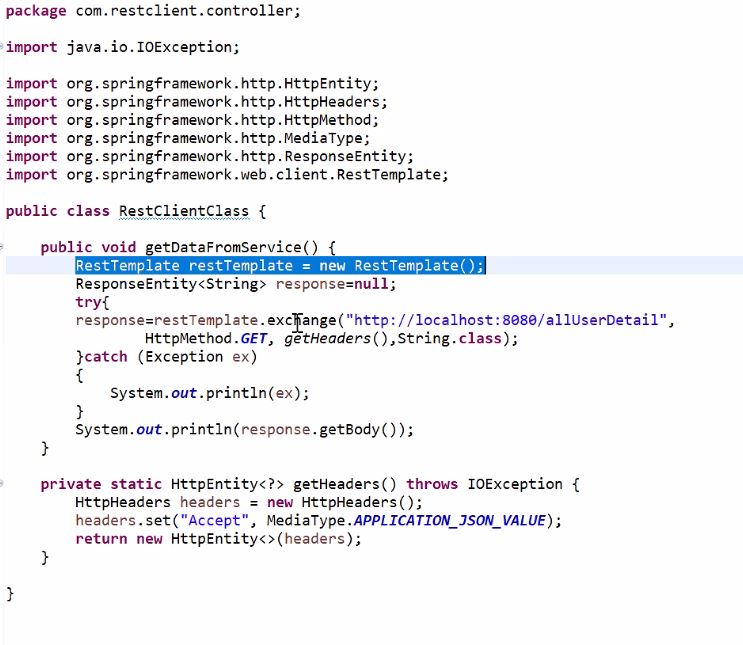 package com.restclient.controller;
import java.io.IOException;
import org.springframework.http.HttpEntity;
import org.springframework.http.HttpHeaders;
import org.springframework.http.HttpMethod;
import org.springframework.http.MediaType;
import org.springframework.http.ResponseEntity;
import org.springframework.web.client.RestTemplate;
public class RestClientClass {
    public void getDataFromService() {
        RestTemplate restTemplate = new RestTemplate();
        ResponseEntity<String> response=null;
        try{
        response=restTemplate.exchange("http://localhost:8080/allUserDetail",
                HttpMethod.GET, getHeaders(),String.class);
        }catch (Exception ex)
        {
            System.out.println(ex);
        }
        System.out.println(response.getBody());
    }
    private static HttpEntity<?> getHeaders() throws IOException {
        HttpHeaders headers = new HttpHeaders();
        headers.set("Accept", MediaType.APPLICATION_JSON_VALUE);
        return new HttpEntity<>(headers);
    }
}